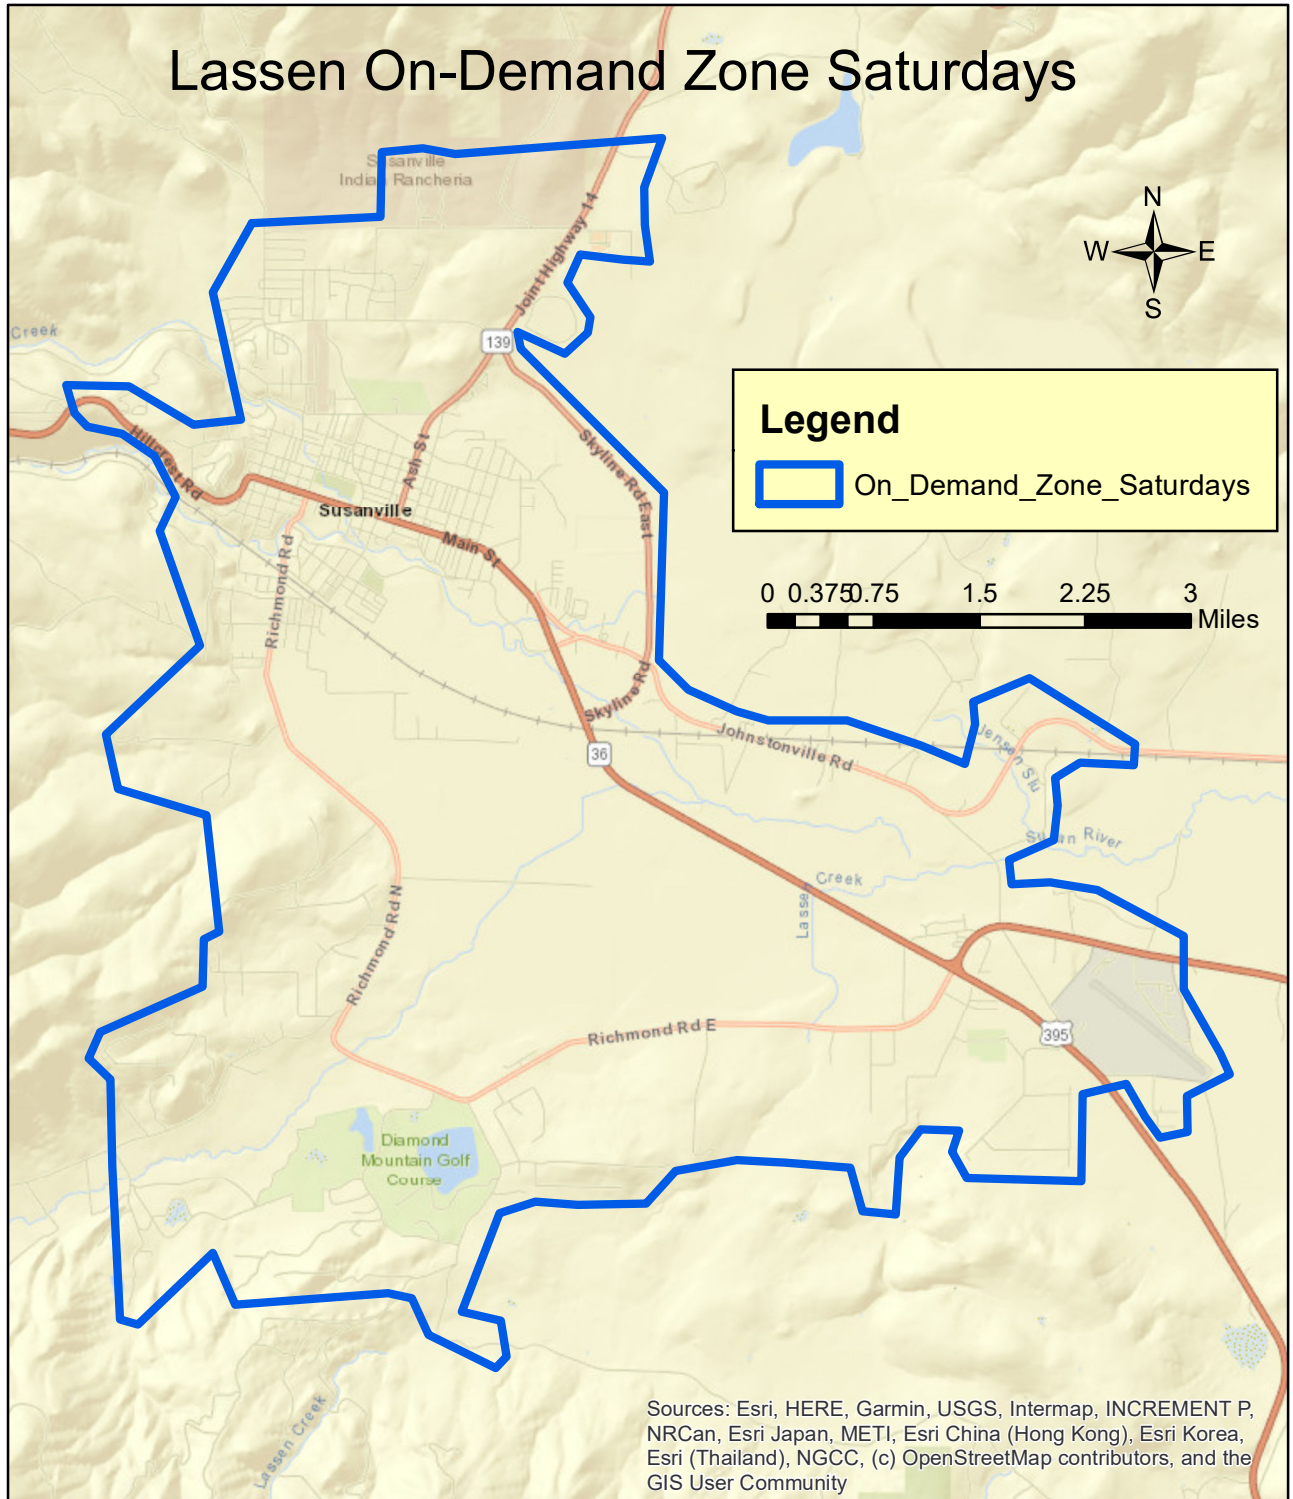 Lassen On-Demand Zone Saturdays
Susanville
Indian Rancheria
Joint Highway 14
N
W E
S
Creek
139
Legend
On_Demand_Zone_Saturdays
Hillcrest Rd
Ash St
Skyline Rd East
Susanville
Main St
Richmond Rd
0 0.375 0.75 1.5 2.25 3
Miles
Skyline Rd
36
Johnstonville Rd
Jensen Slu
Susan River
Lassen Creek
Richmond Rd N
Richmond Rd E
395
Diamond
Mountain Golf
Course
Lassen Creek
Sources: Esri, HERE, Garmin, USGS, Intermap, INCREMENT P,
NRCan, Esri Japan, METI, Esri China (Hong Kong), Esri Korea,
Esri (Thailand), NGCC, (c) OpenStreetMap contributors, and the
GIS User Community